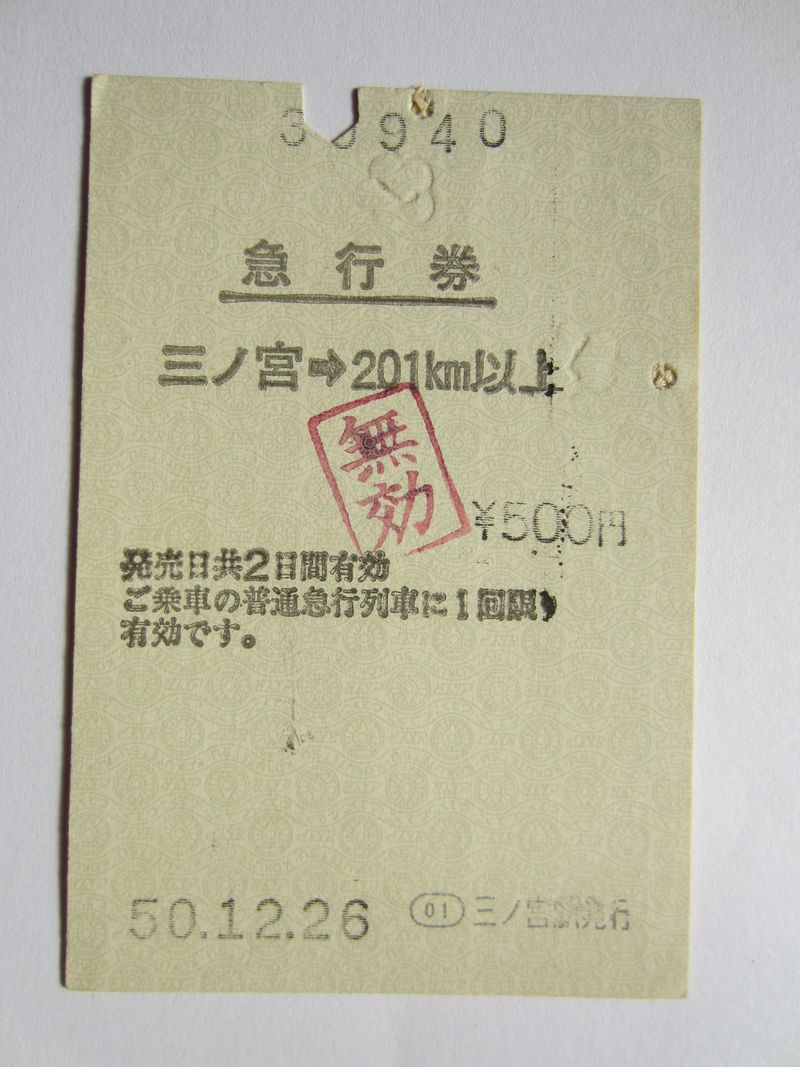 急行券
三ノ宮➡201km以上
無効
¥500円
発売日共2日間有効
ご乗車の普通急行列車に1回限り
有効です。
50.12.26
01 三ノ宮駅発行